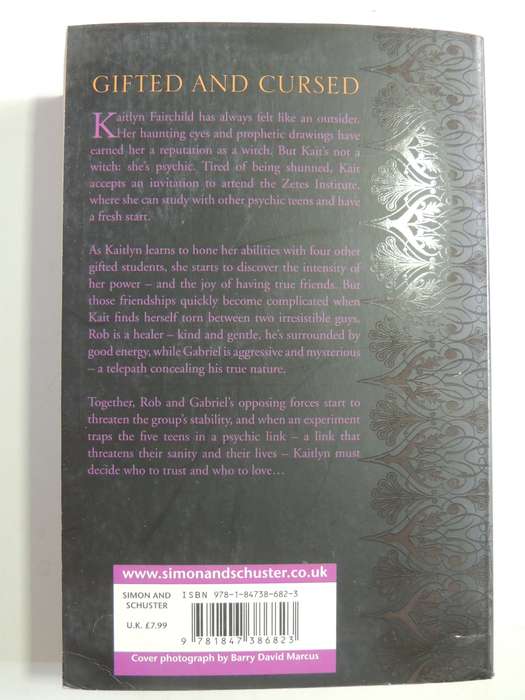 GIFTED AND CURSED
Kaitlyn Fairchild has always felt like an outsider.
Her haunting eyes and prophetic drawings have
earned her a reputation as a witch. But Kait's not a
witch: she's psychic. Tired of being shunned, Kait
accepts an invitation to attend the Zetes Institute,
where she can study with other psychic teens and have
a fresh start.
As Kaitlyn learns to hone her abilities with four other
gifted students, she starts to discover the intensity of
her power – and the joy of having true friends. But
those friendships quickly become complicated when
Kait finds herself torn between two irresistible guys.
Rob is a healer – kind and gentle, he's surrounded by
good energy, while Gabriel is aggressive and mysterious
– a telepath concealing his true nature.
Together, Rob and Gabriel's opposing forces start to
threaten the group's stability, and when an experiment
traps the five teens in a psychic link – a link that
threatens their sanity and their lives – Kaitlyn must
decide who to trust and who to love…
www.simonandschuster.co.uk
SIMON AND
SCHUSTER
U.K. £7.99
ISBN 978-1-84738-682-3
9 781847 386823
Cover photograph by Barry David Marcus